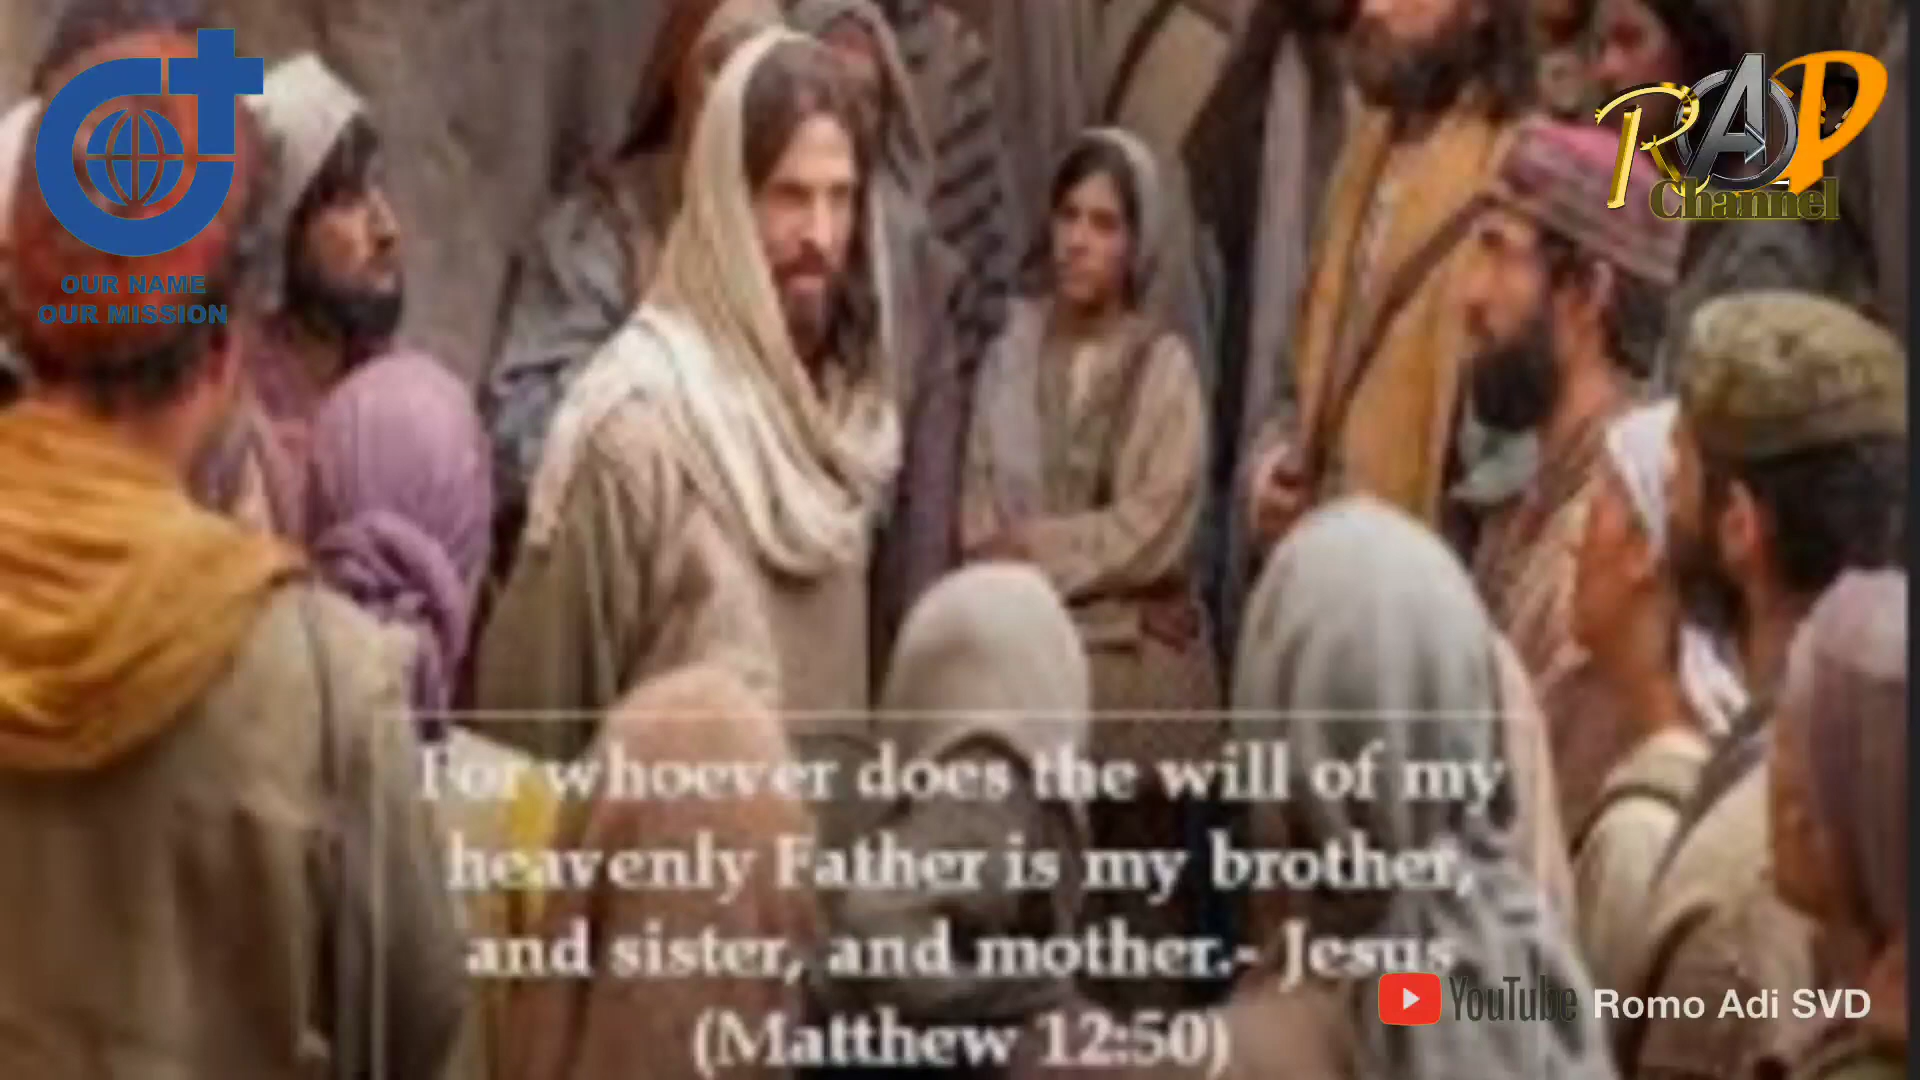 OUR NAME
OUR MISSION
RAD
Channel
For whoever does the will of my
heavenly Father is my brother,
and sister, and mother.- Jesus
(Matthew 12:50)
YouTube Romo Adi SVD